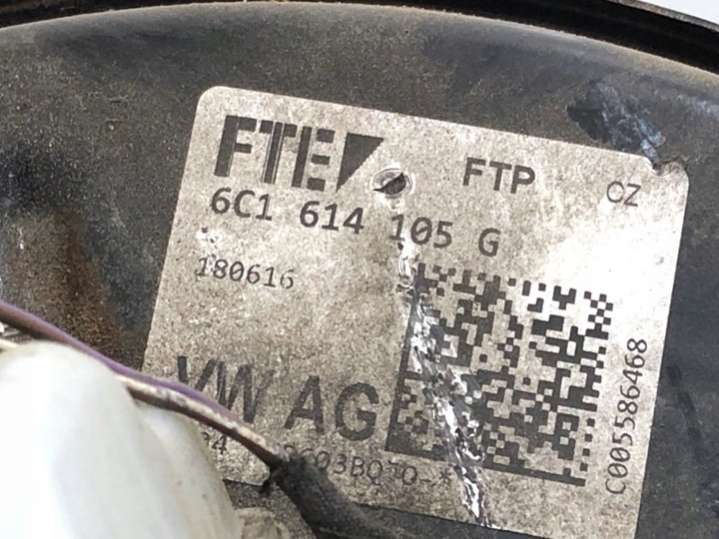 FTE FTP CZ
6C1 614 105 G
180616
VW AG
C005586468